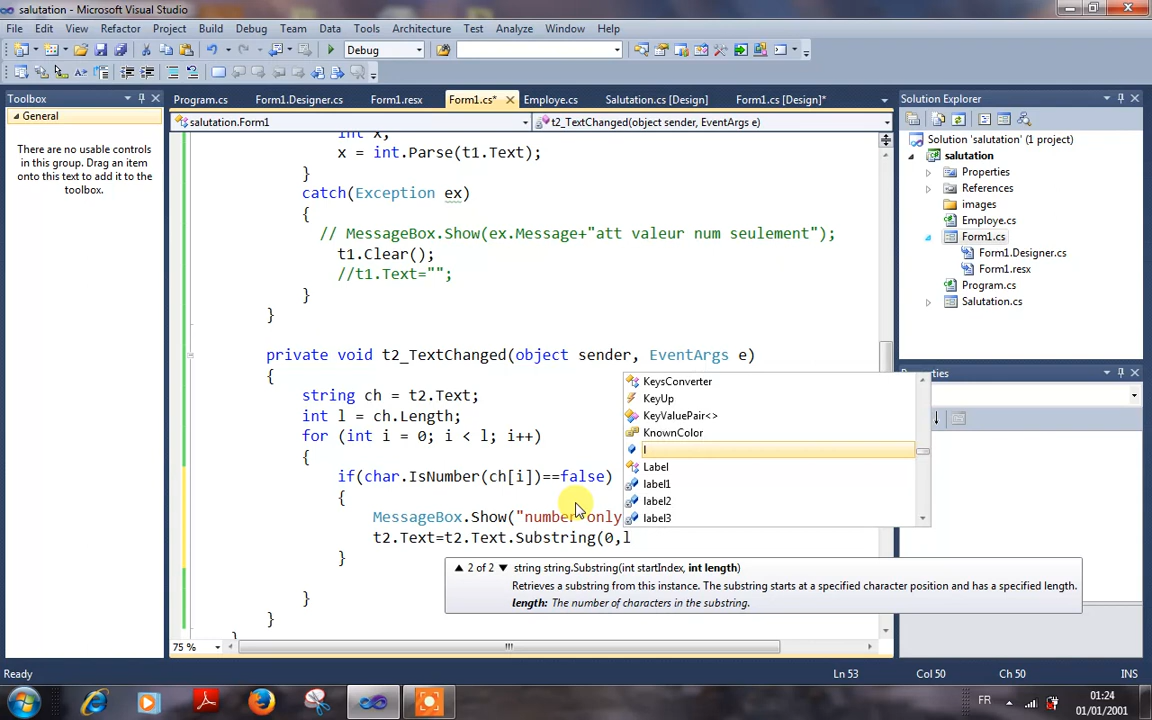 salutation - Microsoft Visual Studio
File Edit View Refactor Project Build Debug Team Data Tools Architecture Test Analyze Window Help
Debug
Toolbox
General
There are no usable controls
in this group. Drag an item
onto this text to add it to the
toolbox.
Program.cs Form1.Designer.cs Form1.resx Form1.cs* Employe.cs Salutation.cs [Design] Form1.cs [Design]*
salutation.Form1 t2_TextChanged(object sender, EventArgs e)
int x;
x = int.Parse(t1.Text);
}
catch(Exception ex)
{
// MessageBox.Show(ex.Message+"att valeur num seulement");
t1.Clear();
//t1.Text="";
}
}
private void t2_TextChanged(object sender, EventArgs e)
{
string ch = t2.Text;
int l = ch.Length;
for (int i = 0; i < l; i++)
{
if(char.IsNumber(ch[i])==false)
{
MessageBox.Show("number only
t2.Text=t2.Text.Substring(0,l
}
}
}
KeysConverter
KeyUp
KeyValuePair<>
KnownColor
l
Label
label1
label2
label3
2 of 2 string string.Substring(int startIndex, int length)
Retrieves a substring from this instance. The substring starts at a specified character position and has a specified length.
length: The number of characters in the substring.
75 %
Solution Explorer
Solution 'salutation' (1 project)
salutation
Properties
References
images
Employe.cs
Form1.cs
Form1.Designer.cs
Form1.resx
Program.cs
Salutation.cs
Properties
Ready Ln 53 Col 50 Ch 50 INS
FR
01:24
01/01/2001